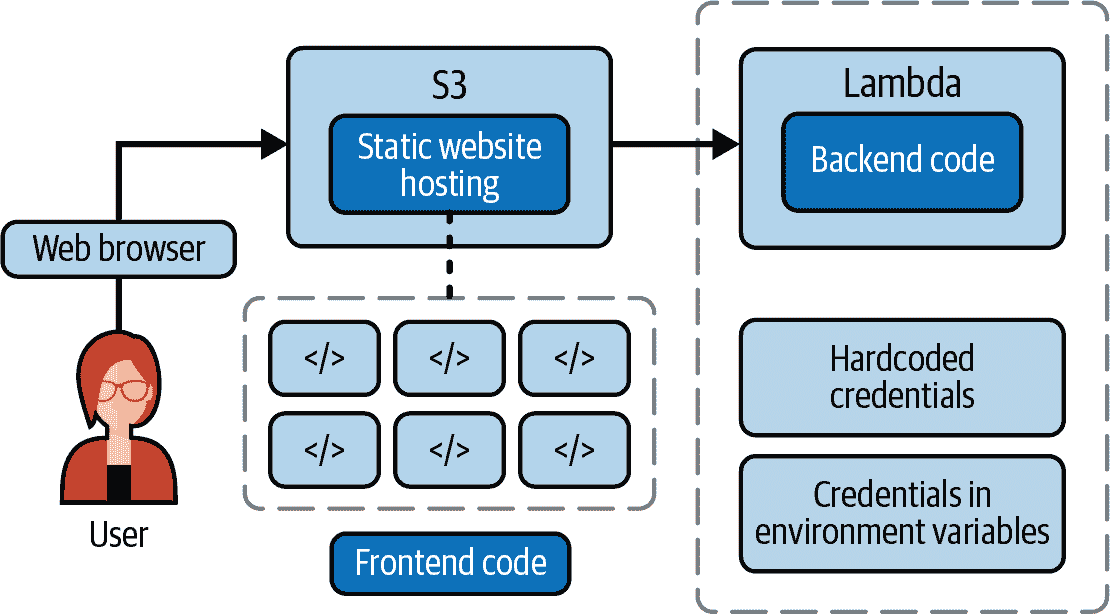 S3
Static website
hosting
Lambda
Backend code
Web browser
</>
</>
</>
</>
</>
</>
Hardcoded
credentials
Credentials in
environment variables
User
Frontend code